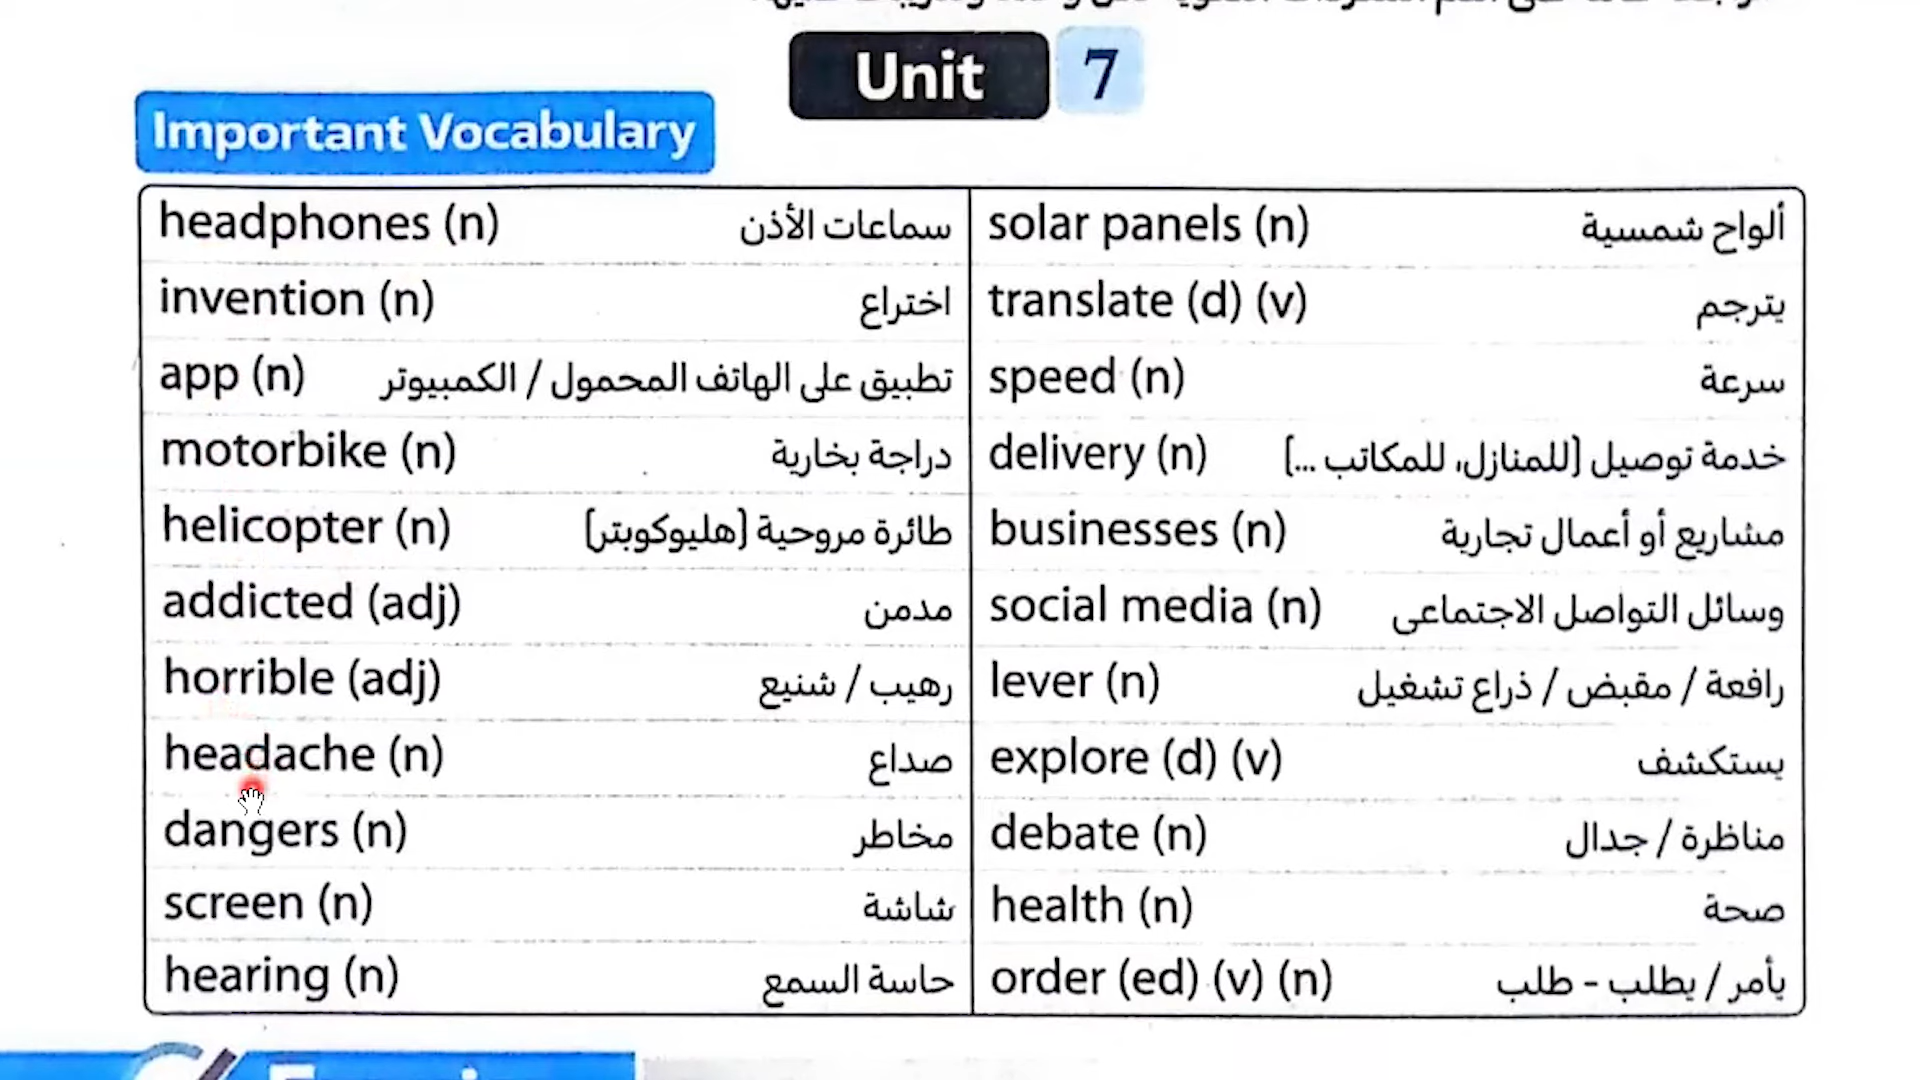 Unit 7
Important Vocabulary
headphones (n) سماعات الأذن
solar panels (n) ألواح شمسية
invention (n) اختراع
translate (d) (v) يترجم
app (n) تطبيق على الهاتف المحمول / الكمبيوتر
speed (n) سرعة
motorbike (n) دراجة بخارية
delivery (n) خدمة توصيل [للمنازل، للمكاتب ...]
helicopter (n) طائرة مروحية [هليوكوبتر]
businesses (n) مشاريع أو أعمال تجارية
addicted (adj) مدمن
social media (n) وسائل التواصل الاجتماعى
horrible (adj) رهيب / شنيع
lever (n) رافعة / مقبض / ذراع تشغيل
headache (n) صداع
explore (d) (v) يستكشف
dangers (n) مخاطر
debate (n) مناظرة / جدال
screen (n) شاشة
health (n) صحة
hearing (n) حاسة السمع
order (ed) (v) (n) يأمر / يطلب - طلب